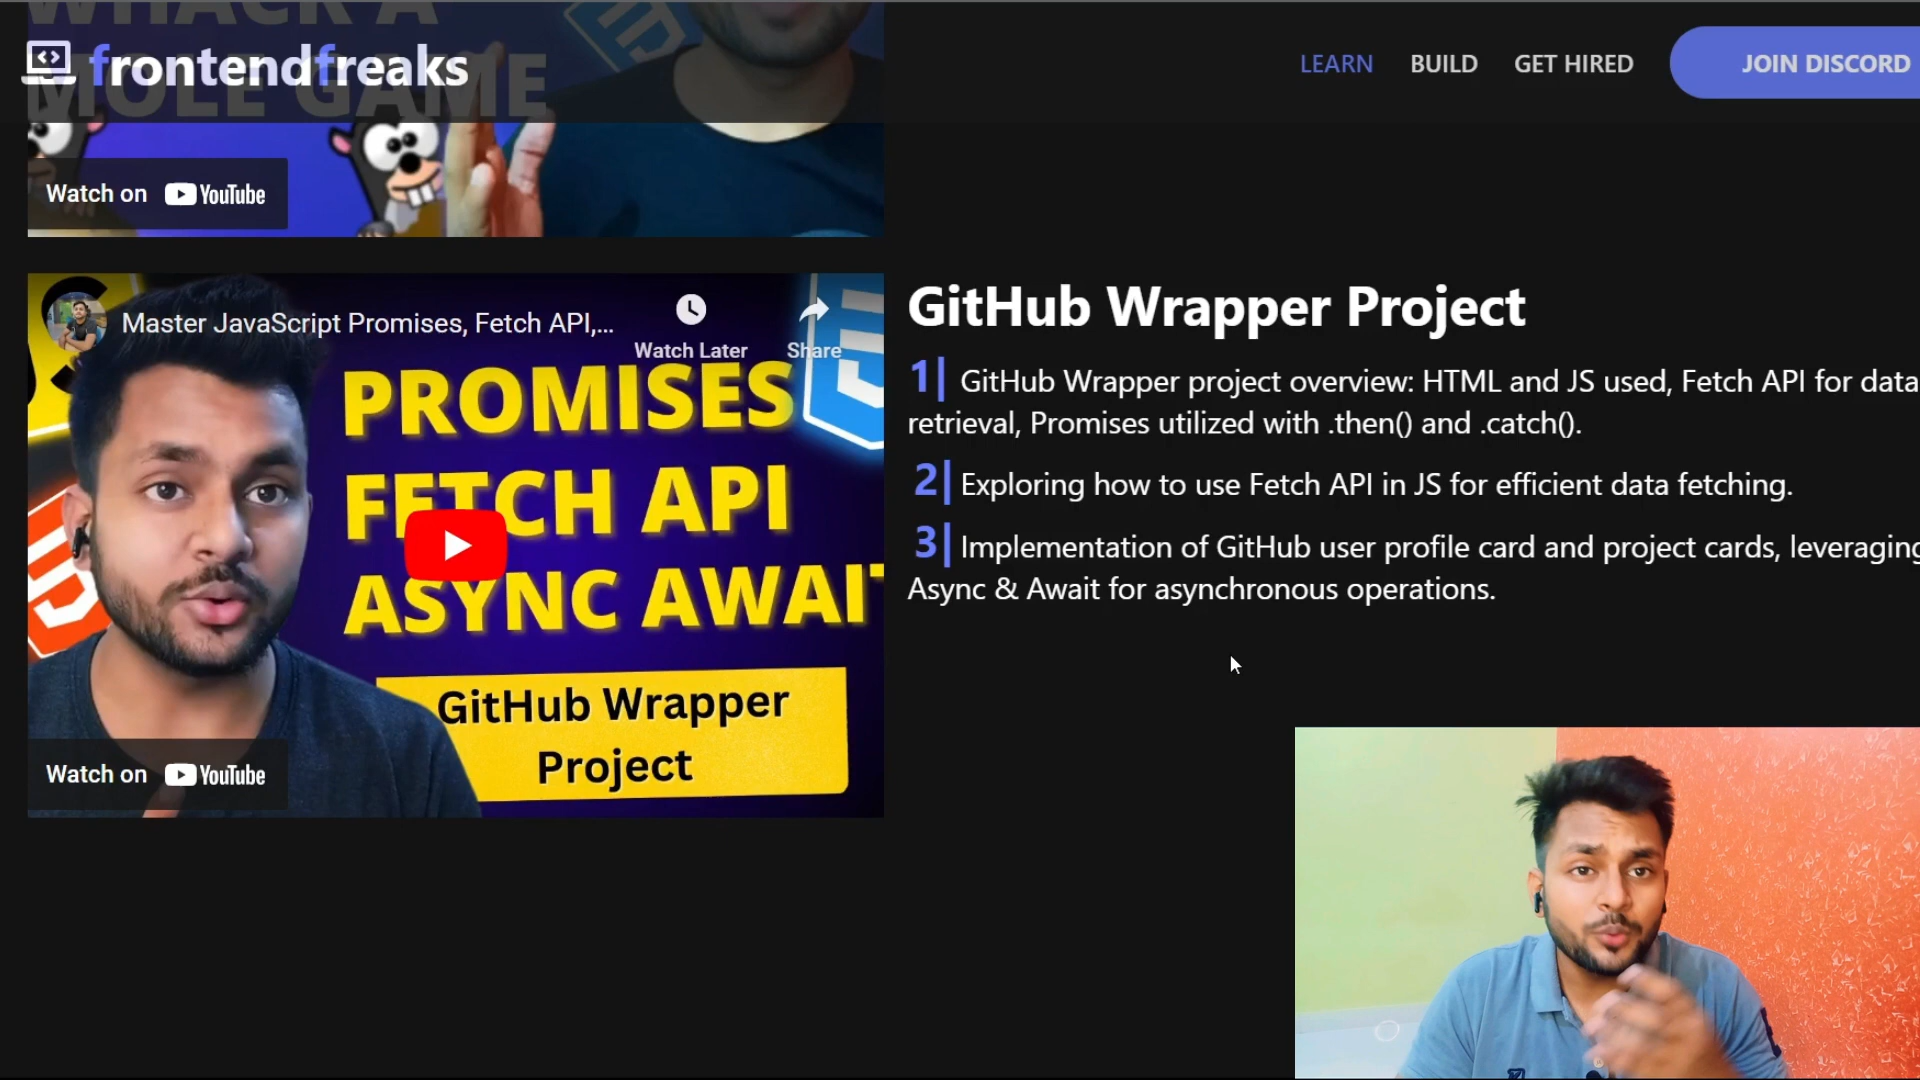 WHACK A
MOLE GAME
frontendfreaks
LEARN
BUILD
GET HIRED
JOIN DISCORD
Watch on YouTube
Master JavaScript Promises, Fetch API,...
Watch Later
Share
PROMISES
FETCH API
ASYNC AWAIT
GitHub Wrapper
Project
Watch on YouTube
GitHub Wrapper Project
1| GitHub Wrapper project overview: HTML and JS used, Fetch API for data
retrieval, Promises utilized with .then() and .catch().
2| Exploring how to use Fetch API in JS for efficient data fetching.
3| Implementation of GitHub user profile card and project cards, leveraging
Async & Await for asynchronous operations.